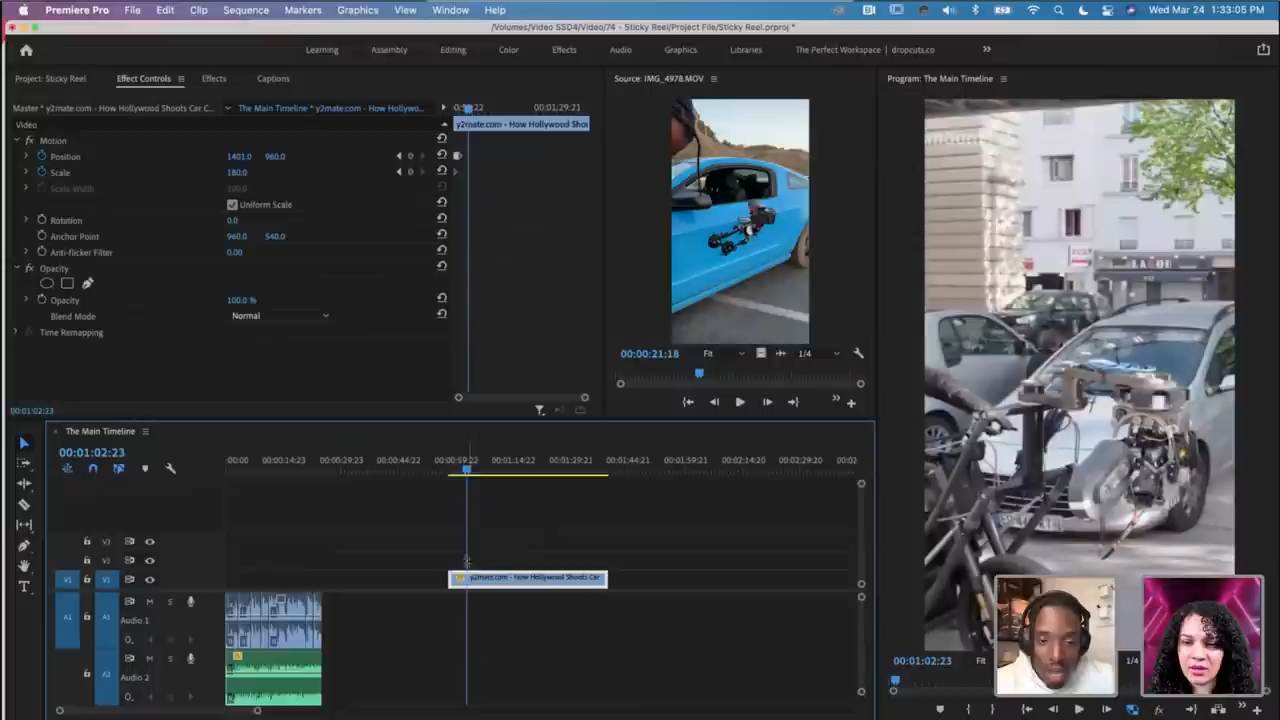 Premiere Pro File Edit Clip Sequence Markers Graphics View Window Help Wed Mar 24 1:33:05 PM
/Volumes/Video SSD4/Video/74 - Sticky Reel/Project File/Sticky Reel.prproj *
Learning Assembly Editing Color Effects Audio Graphics Libraries The Perfect Workspace | dropcuts.co
Project: Sticky Reel Effect Controls Effects Captions Source: IMG_4978.MOV Program: The Main Timeline
Master * y2mate.com - How Hollywood Shoots Car C... The Main Timeline * y2mate.com - How Hollywo... 00:01:29:21
Video y2mate.com - How Hollywood Shoo
Motion
Position 1401.0 960.0
Scale 180.0
Scale Width 100.0
Uniform Scale
Rotation 0.0
Anchor Point 960.0 540.0
Anti-flicker Filter 0.00
Opacity
Opacity 100.0 %
Blend Mode Normal
Time Remapping
00:00:21:18 Fit 1/4
00:01:02:23
The Main Timeline
00:01:02:23
:00:00 00:00:14:23 00:00:29:23 00:00:44:22 00:00:59:22 00:01:14:22 00:01:29:21 00:01:44:21 00:01:59:21 00:02:14:20 00:02:29:20 00:02
V3
V2
V1 V1 y2mate.com - How Hollywood Shoots Car
A1 A1 M S
Audio 1
A2 M S
Audio 2
00:01:02:23 Fit 1/4